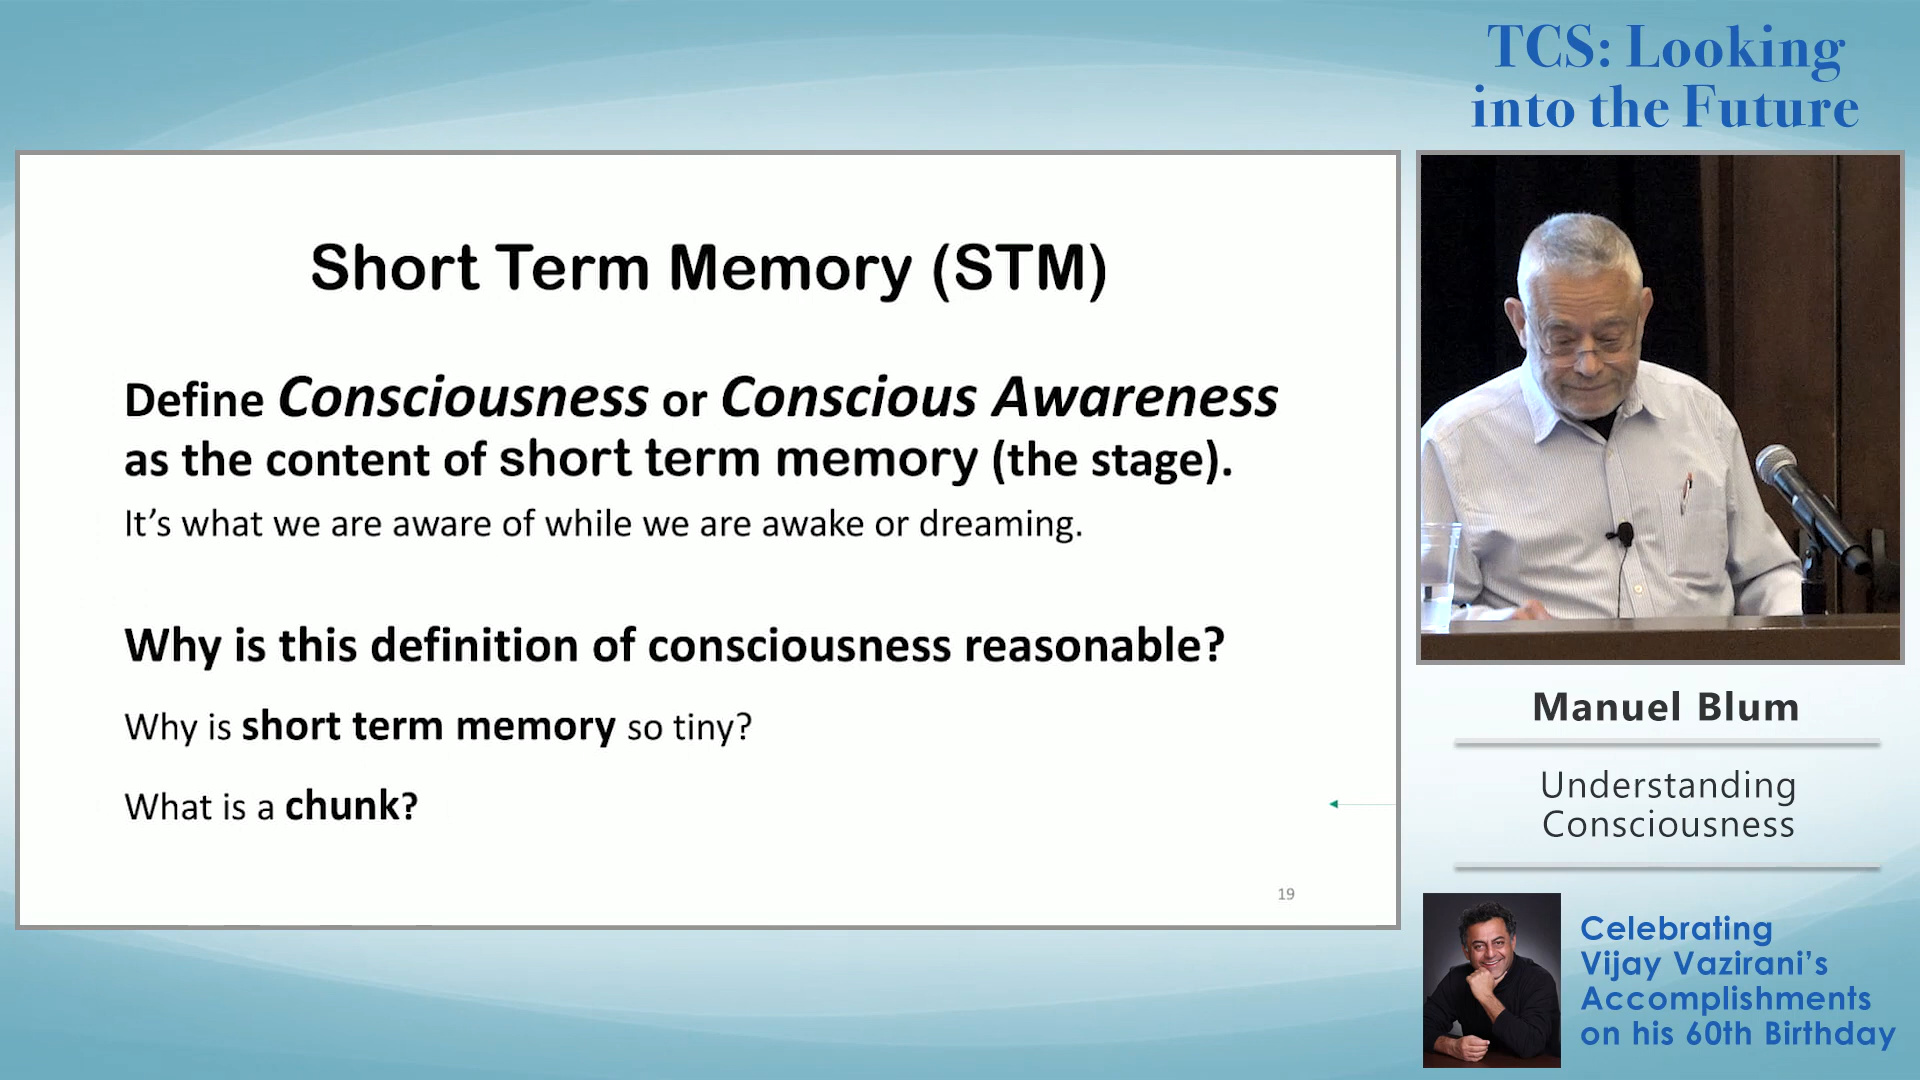 TCS: Looking
into the Future
Short Term Memory (STM)
Define Consciousness or Conscious Awareness
as the content of short term memory (the stage).
It’s what we are aware of while we are awake or dreaming.
Why is this definition of consciousness reasonable?
Why is short term memory so tiny?
What is a chunk?
19
Manuel Blum
Understanding
Consciousness
Celebrating
Vijay Vazirani’s
Accomplishments
on his 60th Birthday